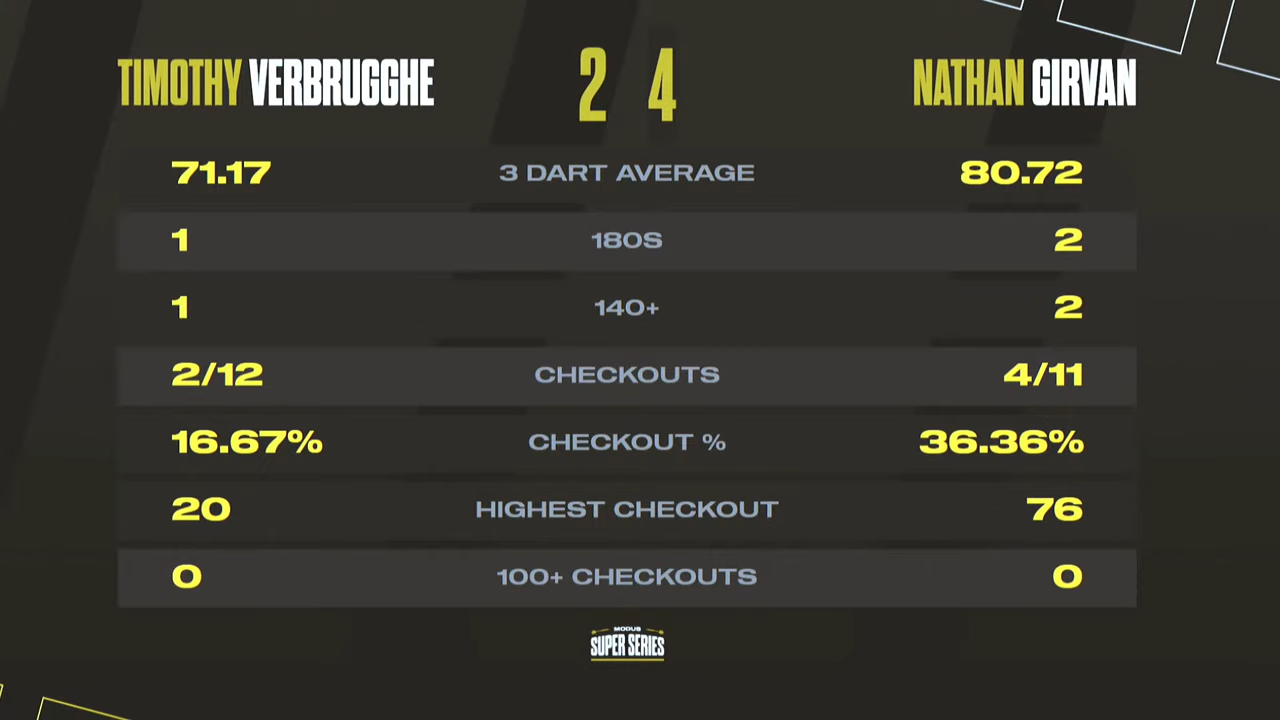 TIMOTHY VERBRUGGHE 2 4 NATHAN GIRVAN
71.17 3 DART AVERAGE 80.72
1 180S 2
1 140+ 2
2/12 CHECKOUTS 4/11
16.67% CHECKOUT % 36.36%
20 HIGHEST CHECKOUT 76
0 100+ CHECKOUTS 0
MODUS
SUPER SERIES